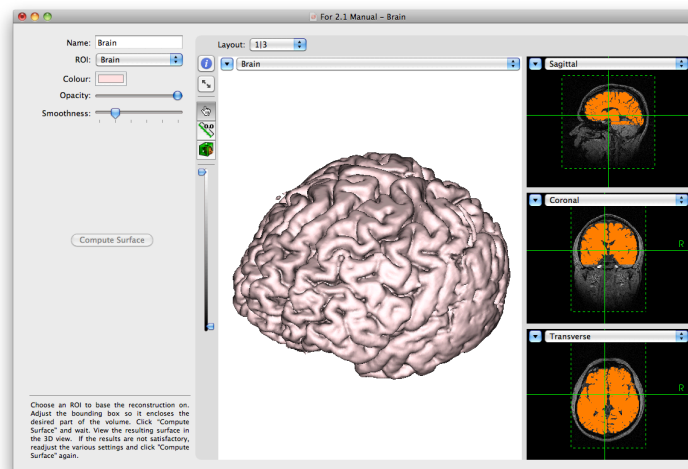 For 2.1 Manual – Brain
Name: Brain
ROI: Brain
Colour:
Opacity:
Smoothness:
Compute Surface
Choose an ROI to base the reconstruction on.
Adjust the bounding box so it encloses the
desired part of the volume. Click "Compute
Surface" and wait. View the resulting surface in
the 3D view. If the results are not satisfactory,
readjust the various settings and click "Compute
Surface" again.
Layout: 1|3
Brain
Sagittal
Coronal
R
Transverse
R